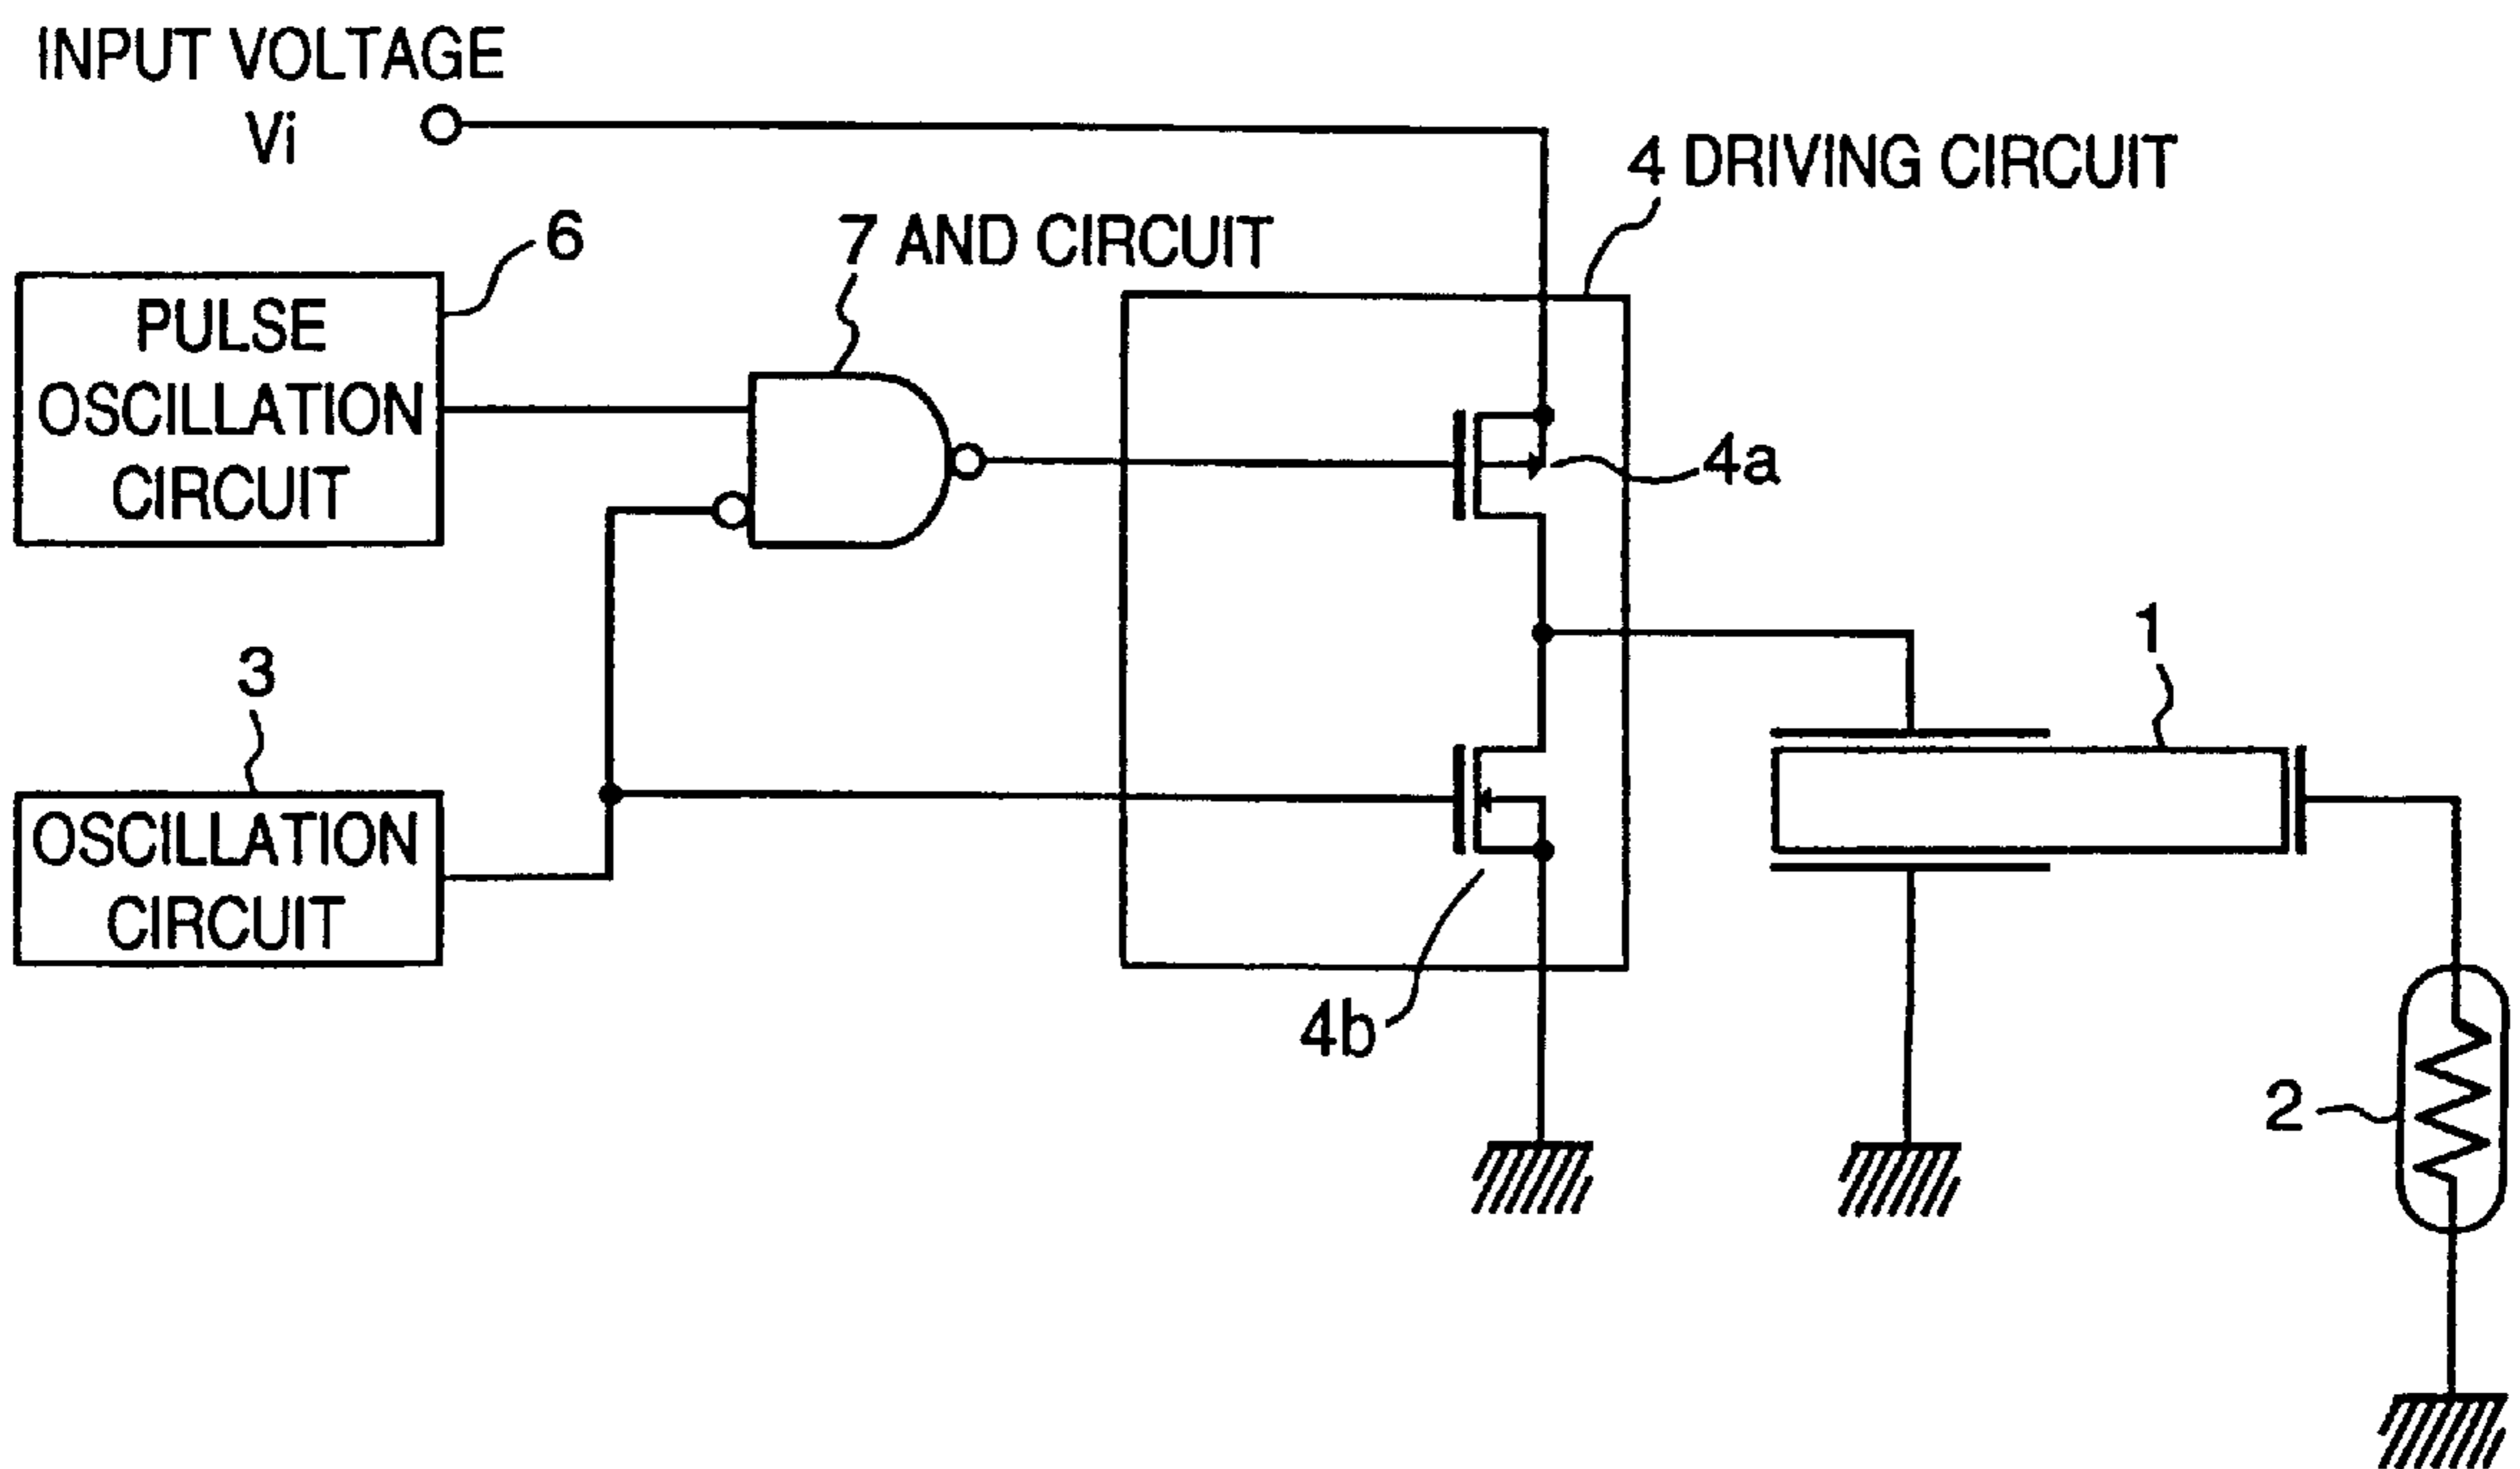 INPUT VOLTAGE
Vi
4 DRIVING CIRCUIT
6
7 AND CIRCUIT
PULSE
OSCILLATION
CIRCUIT
4a
1
3
OSCILLATION
CIRCUIT
4b
2